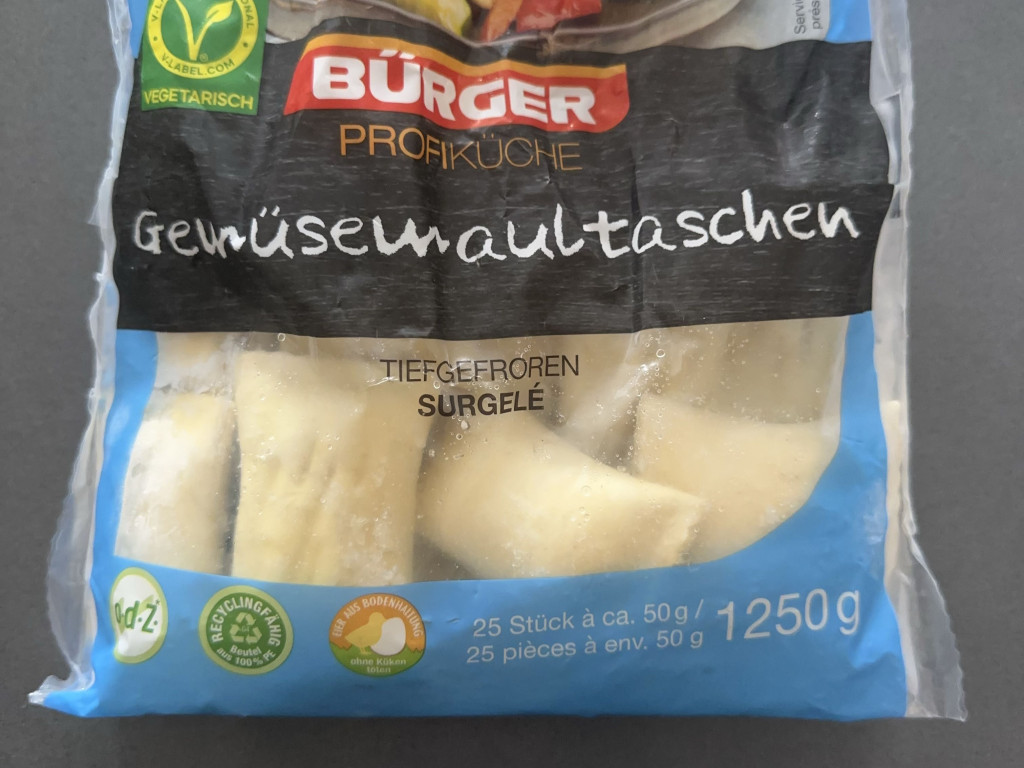 V-LABEL.COM
VEGETARISCH
BÜRGER
PROFIKÜCHE
Gemüsemaultaschen
TIEFGEFROREN
SURGELÉ
o·d·Z·
RECYCLINGFÄHIG
Beutel
aus 100% PE
EIER AUS BODENHALTUNG
ohne Küken
töten
25 Stück à ca. 50g/
25 pièces à env. 50 g
1250g